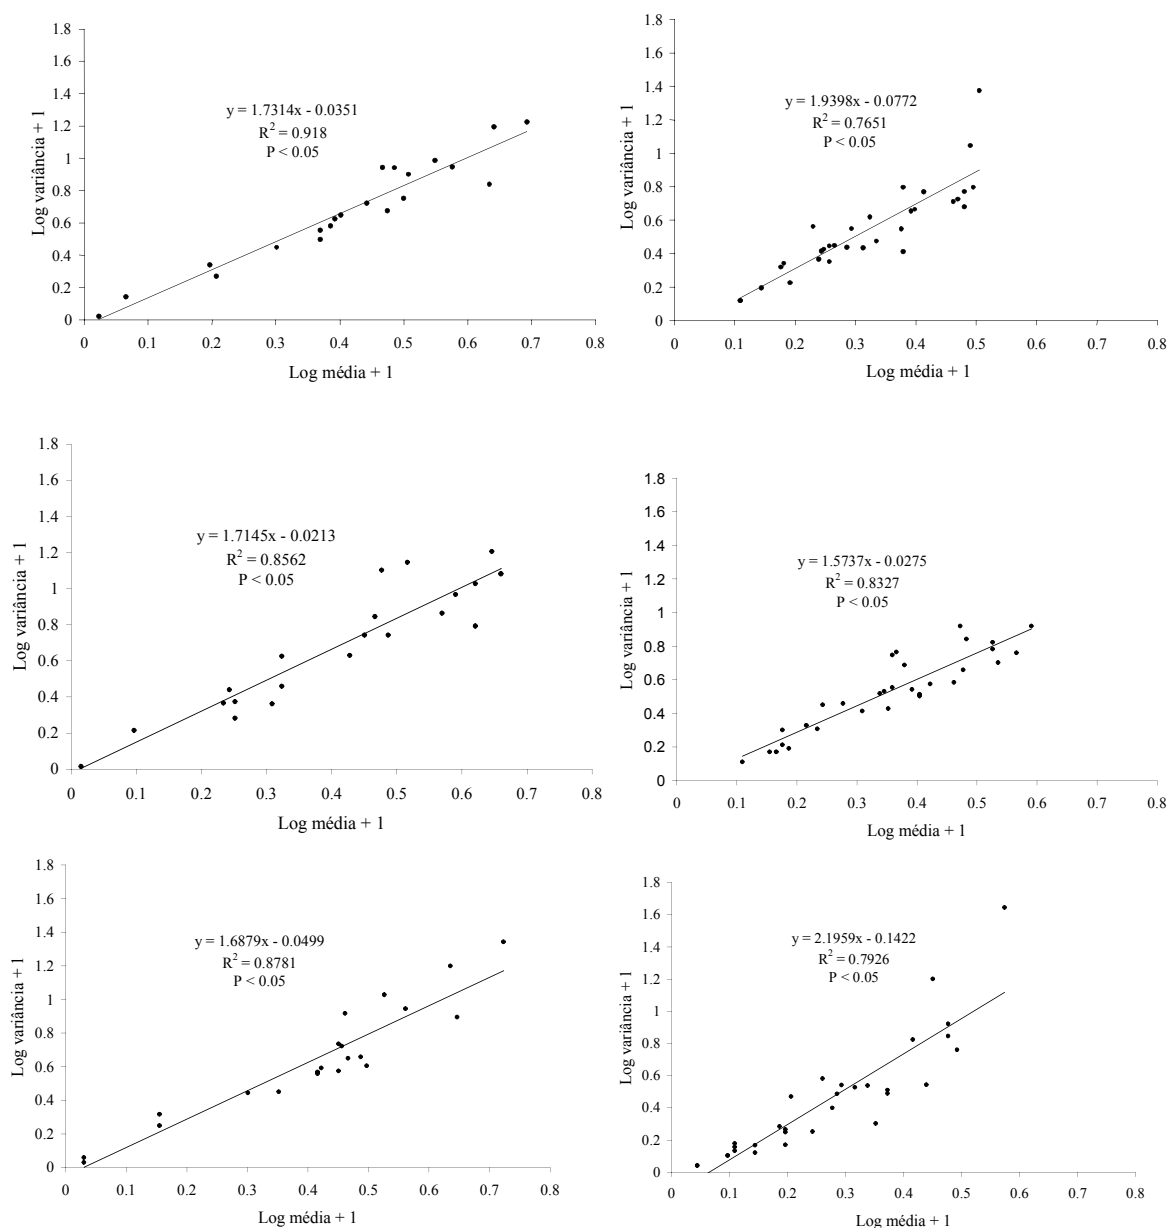 1.8
1.6
1.4
1.2
1
0.8
0.6
0.4
0.2
0
Log variância + 1
y = 1.7314x - 0.0351
R² = 0.918
P < 0.05
0 0.1 0.2 0.3 0.4 0.5 0.6 0.7 0.8
Log média + 1
1.8
1.6
1.4
1.2
1
0.8
0.6
0.4
0.2
0
Log variância + 1
y = 1.9398x - 0.0772
R² = 0.7651
P < 0.05
0 0.1 0.2 0.3 0.4 0.5 0.6 0.7 0.8
Log média + 1
1.8
1.6
1.4
1.2
1
0.8
0.6
0.4
0.2
0
Log variância + 1
y = 1.7145x - 0.0213
R² = 0.8562
P < 0.05
0 0.1 0.2 0.3 0.4 0.5 0.6 0.7 0.8
Log média + 1
1.8
1.6
1.4
1.2
1
0.8
0.6
0.4
0.2
0
Log variância + 1
y = 1.5737x - 0.0275
R² = 0.8327
P < 0.05
0 0.1 0.2 0.3 0.4 0.5 0.6 0.7 0.8
Log média + 1
1.8
1.6
1.4
1.2
1
0.8
0.6
0.4
0.2
0
Log variância + 1
y = 1.6879x - 0.0499
R² = 0.8781
P < 0.05
0 0.1 0.2 0.3 0.4 0.5 0.6 0.7 0.8
Log média + 1
1.8
1.6
1.4
1.2
1
0.8
0.6
0.4
0.2
0
Log variância + 1
y = 2.1959x - 0.1422
R² = 0.7926
P < 0.05
0 0.1 0.2 0.3 0.4 0.5 0.6 0.7 0.8
Log média + 1